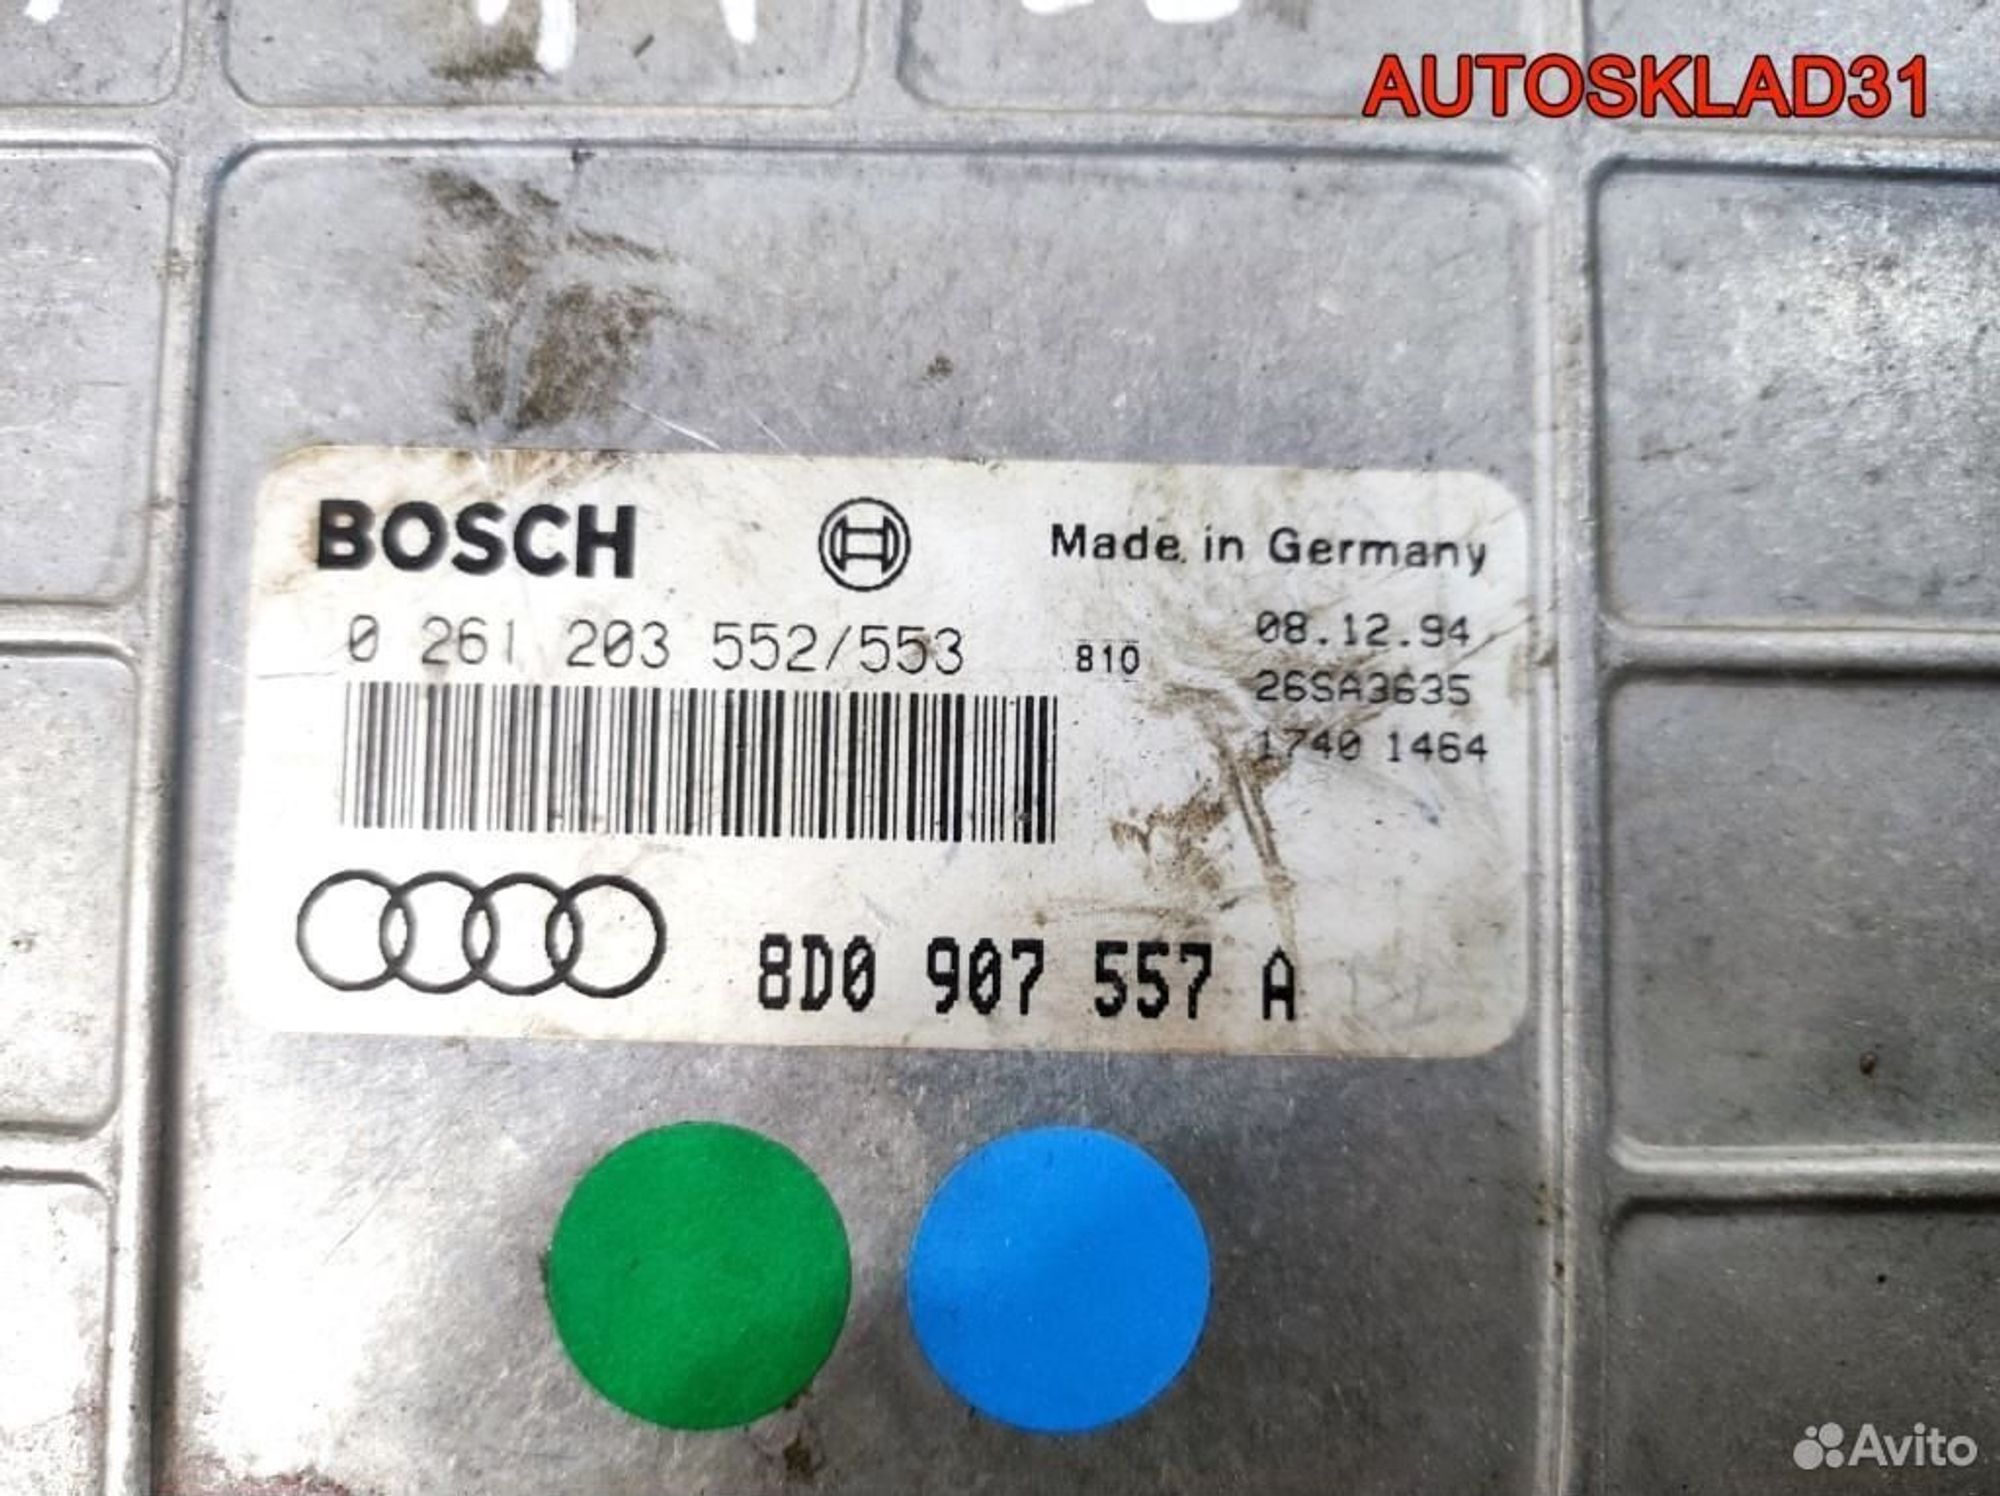 AUTOSKLAD31
BOSCH Made in Germany
0 261 203 552/553 810 08.12.94
26SA3635
1740 1464
8D0 907 557 A
Avito